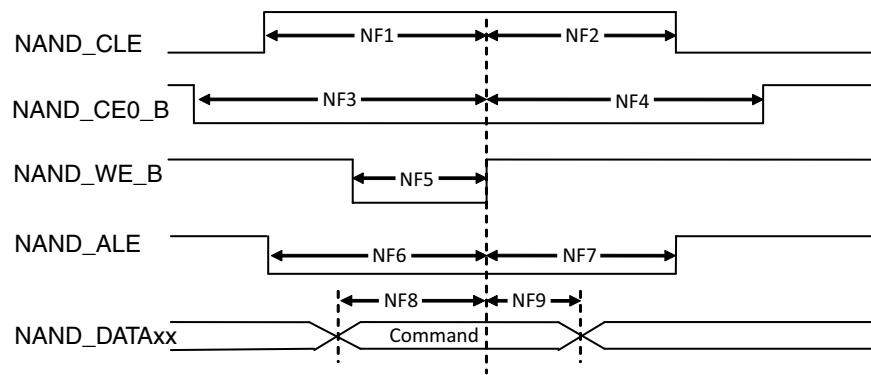 NAND_CLE
NF1
NF2
NAND_CE0_B
NF3
NF4
NAND_WE_B
NF5
NAND_ALE
NF6
NF7
NF8
NF9
NAND_DATAxx
Command